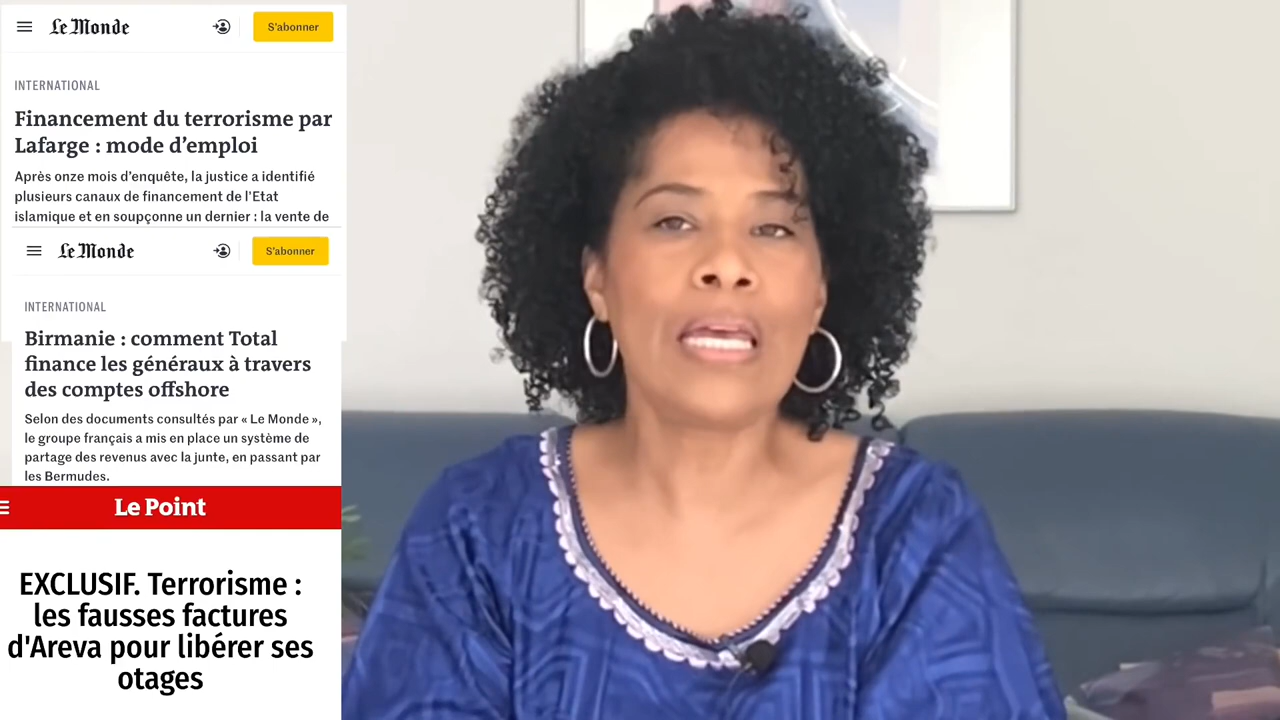 Le Monde
S'abonner
INTERNATIONAL
Financement du terrorisme par
Lafarge : mode d'emploi
Après onze mois d'enquête, la justice a identifié
plusieurs canaux de financement de l'Etat
islamique et en soupçonne un dernier : la vente de
Le Monde
S'abonner
INTERNATIONAL
Birmanie : comment Total
finance les généraux à travers
des comptes offshore
Selon des documents consultés par « Le Monde »,
le groupe français a mis en place un système de
partage des revenus avec la junte, en passant par
les Bermudes.
Le Point
EXCLUSIF. Terrorisme :
les fausses factures
d'Areva pour libérer ses
otages